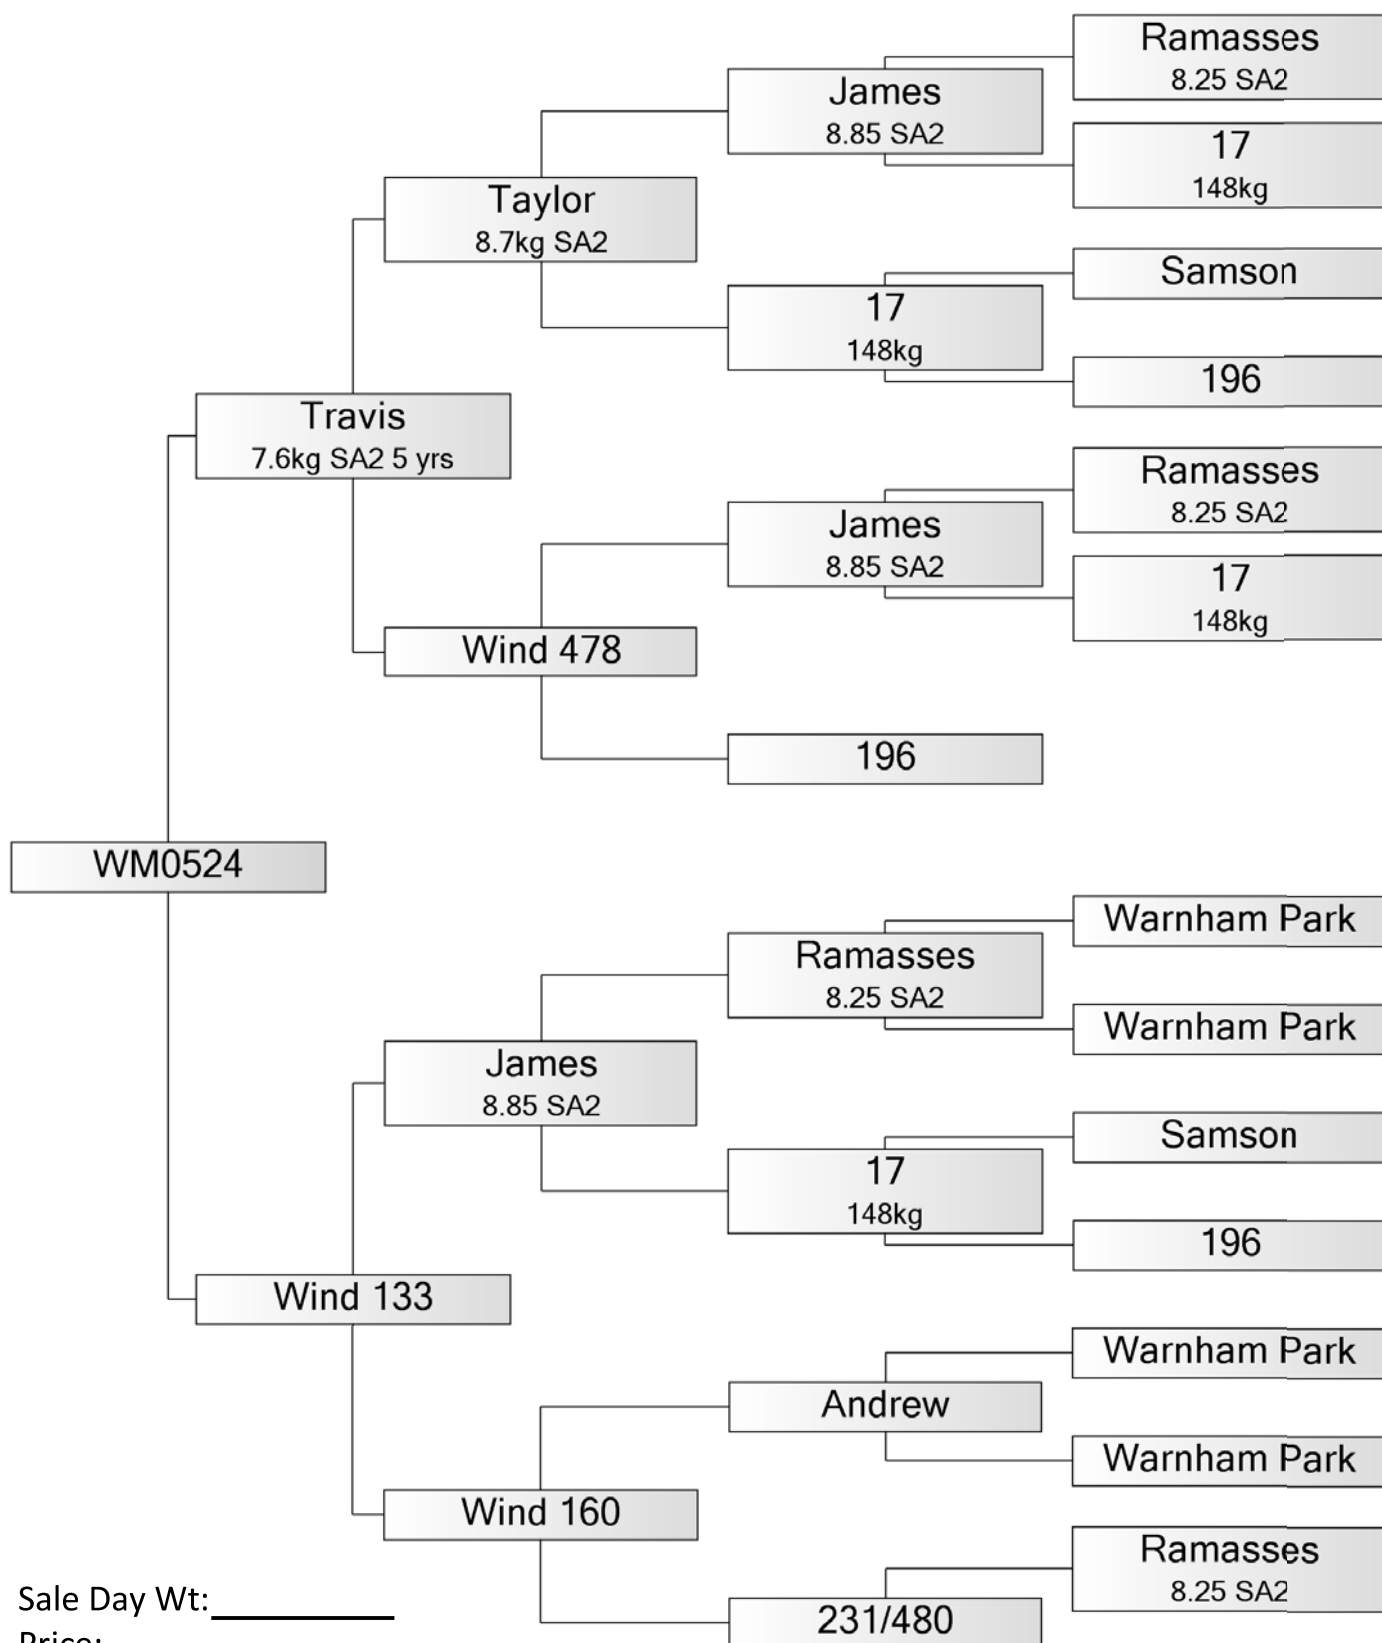 Ramasses
8.25 SA2
James
8.85 SA2
17
148kg
Taylor
8.7kg SA2
Samson
17
148kg
196
Travis
7.6kg SA2 5 yrs
Ramasses
8.25 SA2
James
8.85 SA2
17
148kg
Wind 478
196
WM0524
Warnham Park
Ramasses
8.25 SA2
Warnham Park
James
8.85 SA2
Samson
17
148kg
196
Wind 133
Warnham Park
Andrew
Warnham Park
Wind 160
Ramasses
8.25 SA2
231/480
Sale Day Wt:
Price: